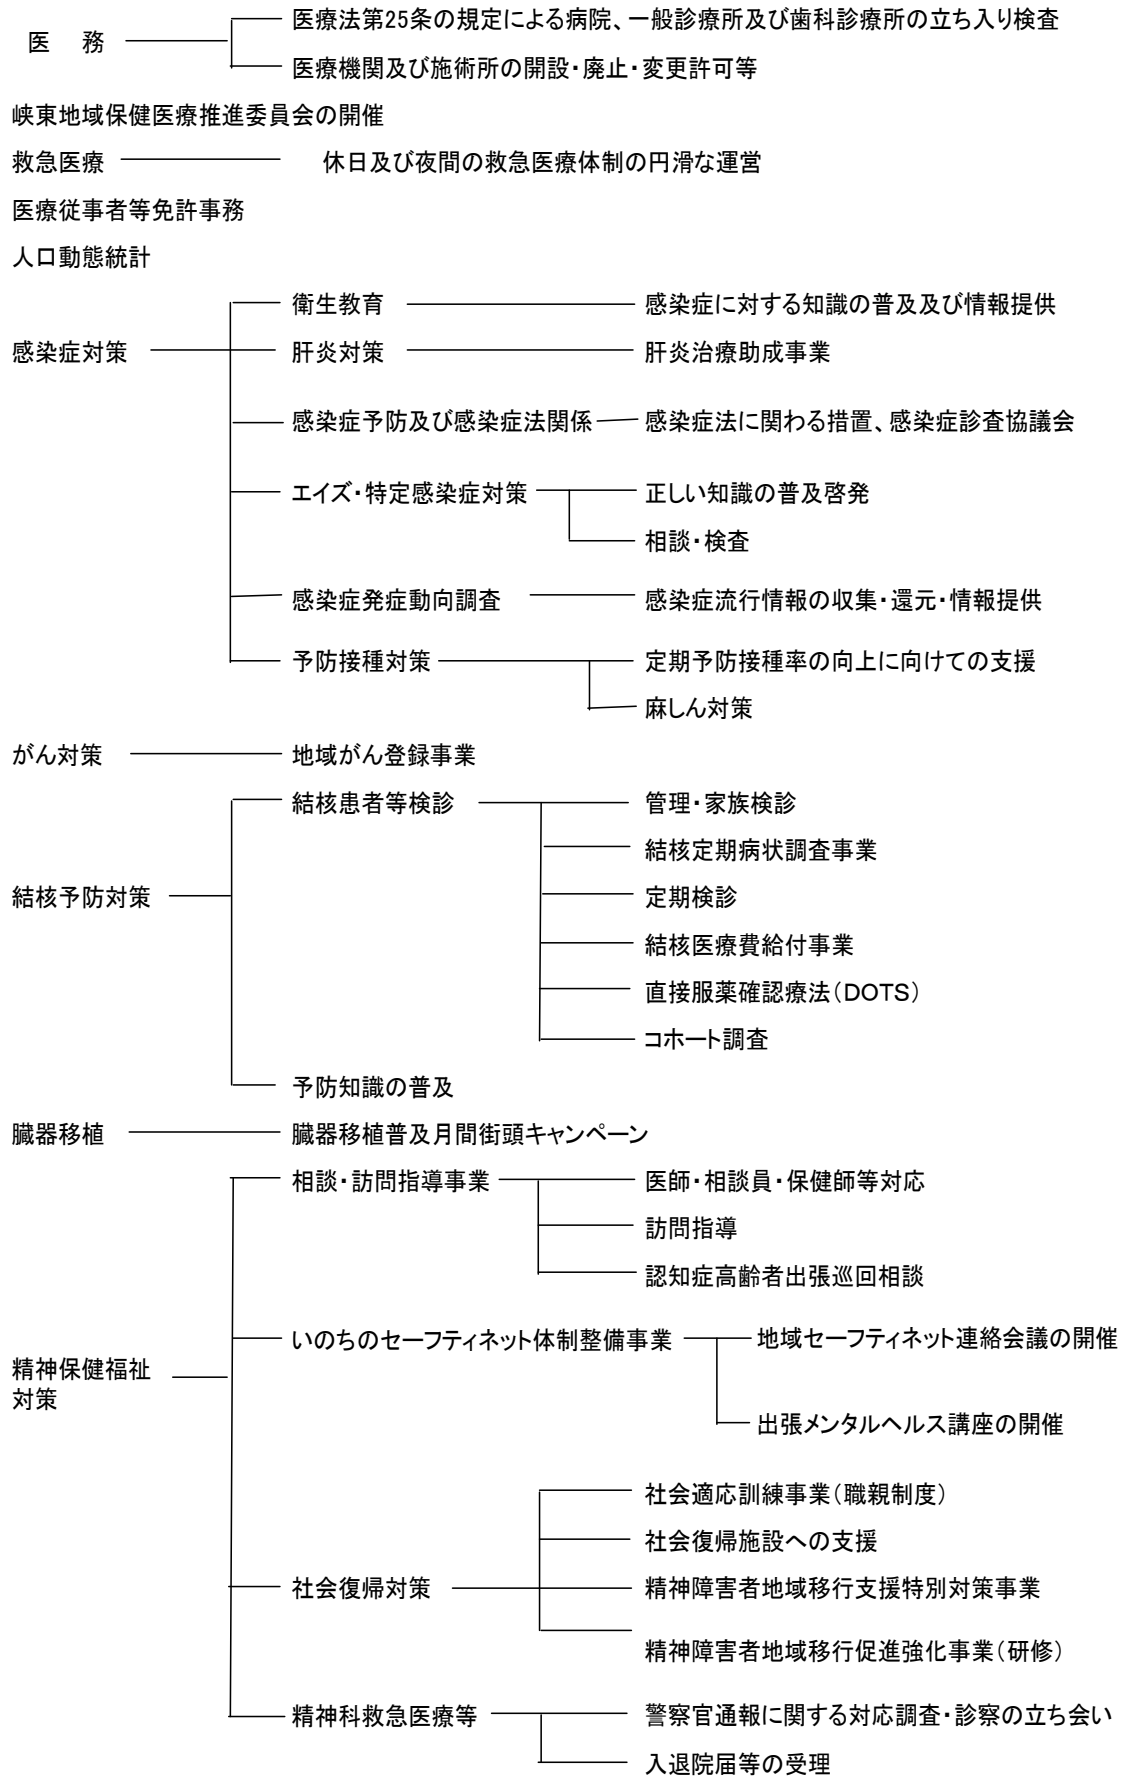 医療法第25条の規定による病院、一般診療所及び歯科診療所の立ち入り検査
医　務
医療機関及び施術所の開設・廃止・変更許可等
峡東地域保健医療推進委員会の開催
救急医療　休日及び夜間の救急医療体制の円滑な運営
医療従事者等免許事務
人口動態統計
衛生教育　感染症に対する知識の普及及び情報提供
感染症対策　肝炎対策　肝炎治療助成事業
感染症予防及び感染症法関係　感染症法に関わる措置、感染症診査協議会
エイズ・特定感染症対策　正しい知識の普及啓発
相談・検査
感染症発症動向調査　感染症流行情報の収集・還元・情報提供
予防接種対策　定期予防接種率の向上に向けての支援
麻しん対策
がん対策　地域がん登録事業
結核患者等検診　管理・家族検診
結核定期病状調査事業
結核予防対策　定期検診
結核医療費給付事業
直接服薬確認療法（DOTS）
コホート調査
予防知識の普及
臓器移植　臓器移植普及月間街頭キャンペーン
相談・訪問指導事業　医師・相談員・保健師等対応
訪問指導
認知症高齢者出張巡回相談
いのちのセーフティネット体制整備事業　地域セーフティネット連絡会議の開催
精神保健福祉
対策
出張メンタルヘルス講座の開催
社会適応訓練事業（職親制度）
社会復帰施設への支援
社会復帰対策　精神障害者地域移行支援特別対策事業
精神障害者地域移行促進強化事業（研修）
精神科救急医療等　警察官通報に関する対応調査・診察の立ち会い
入退院届等の受理